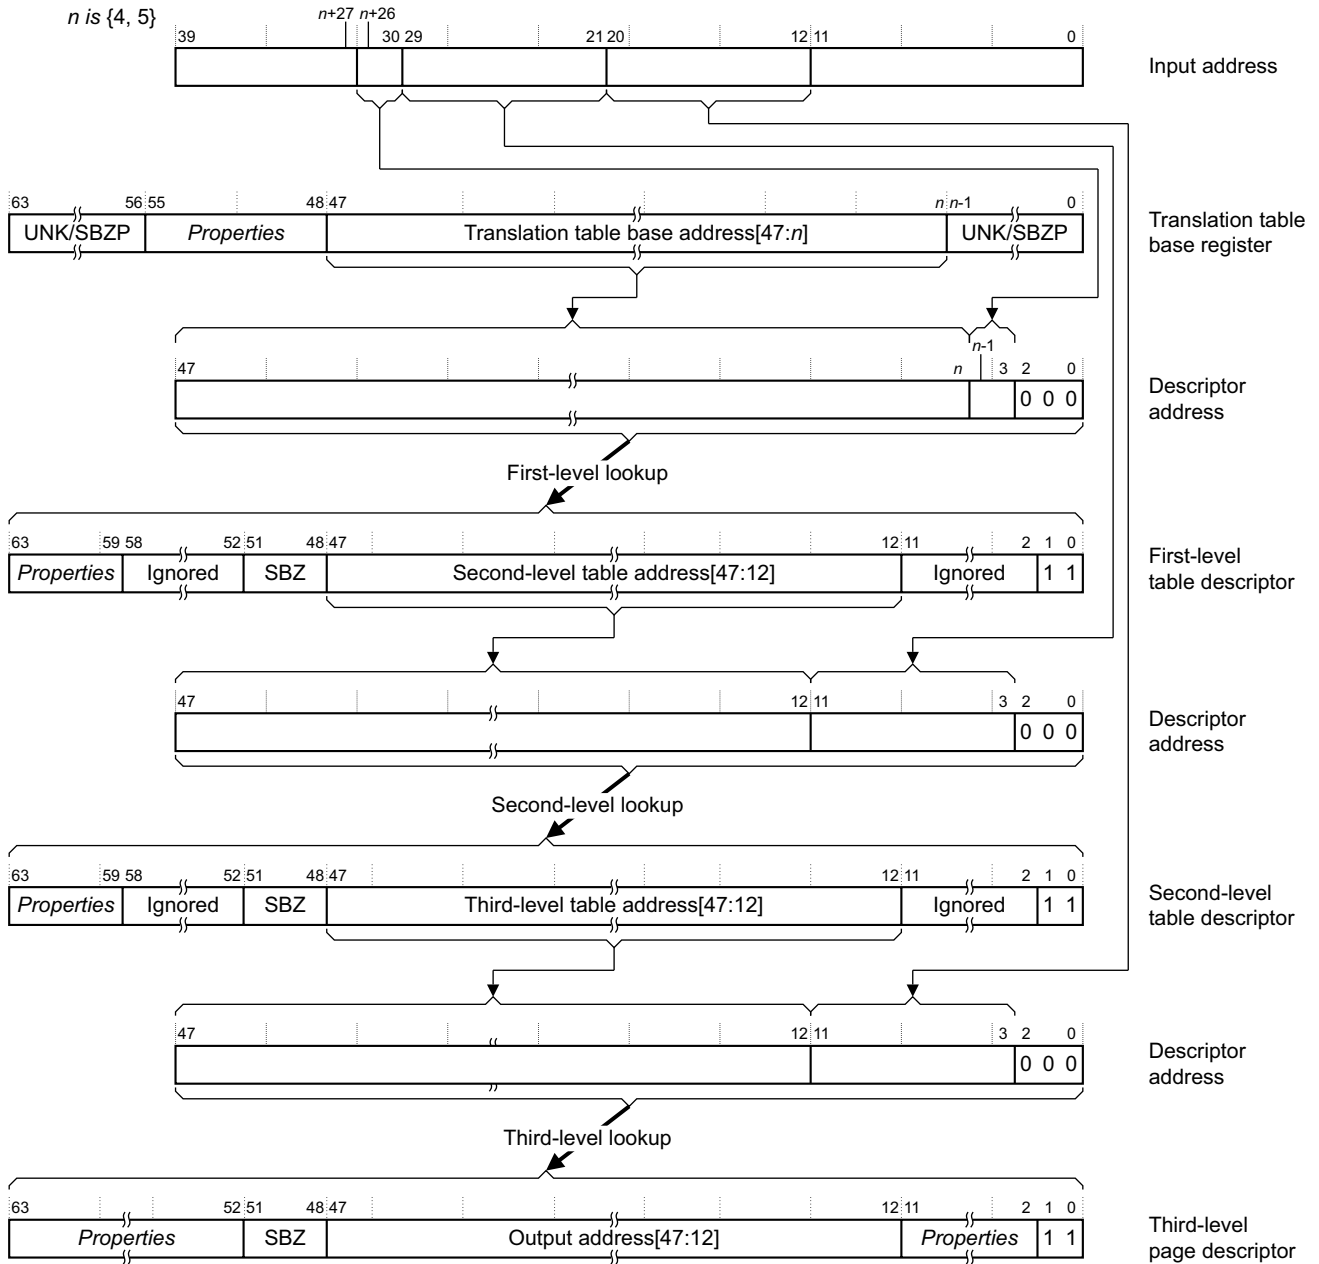 n is {4, 5}
n+27 n+26
39 30 29 21 20 12 11 0
Input address
63 56 55 48 47 n n-1 0
UNK/SBZP Properties Translation table base address[47:n] UNK/SBZP
Translation table
base register
n-1
47 n 3 2 0
0 0 0
Descriptor
address
First-level lookup
63 59 58 52 51 48 47 12 11 2 1 0
Properties Ignored SBZ Second-level table address[47:12] Ignored 1 1
First-level
table descriptor
47 12 11 3 2 0
0 0 0
Descriptor
address
Second-level lookup
63 59 58 52 51 48 47 12 11 2 1 0
Properties Ignored SBZ Third-level table address[47:12] Ignored 1 1
Second-level
table descriptor
47 12 11 3 2 0
0 0 0
Descriptor
address
Third-level lookup
63 52 51 48 47 12 11 2 1 0
Properties SBZ Output address[47:12] Properties 1 1
Third-level
page descriptor